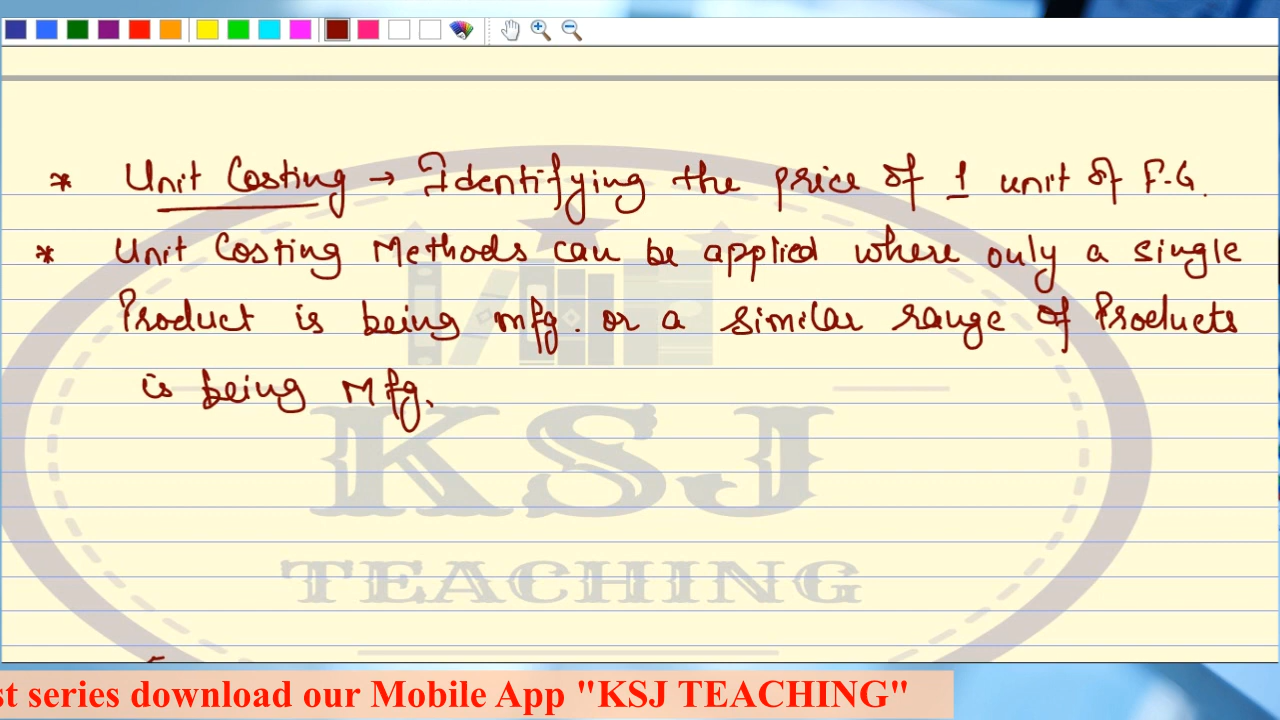 * Unit Costing → Identifying the price of 1 unit of F.G.
* Unit Costing Methods can be applied where only a single
Product is being mfg. or a similar range of Products
is being Mfg.
KSJ
TEACHING
st series download our Mobile App "KSJ TEACHING"